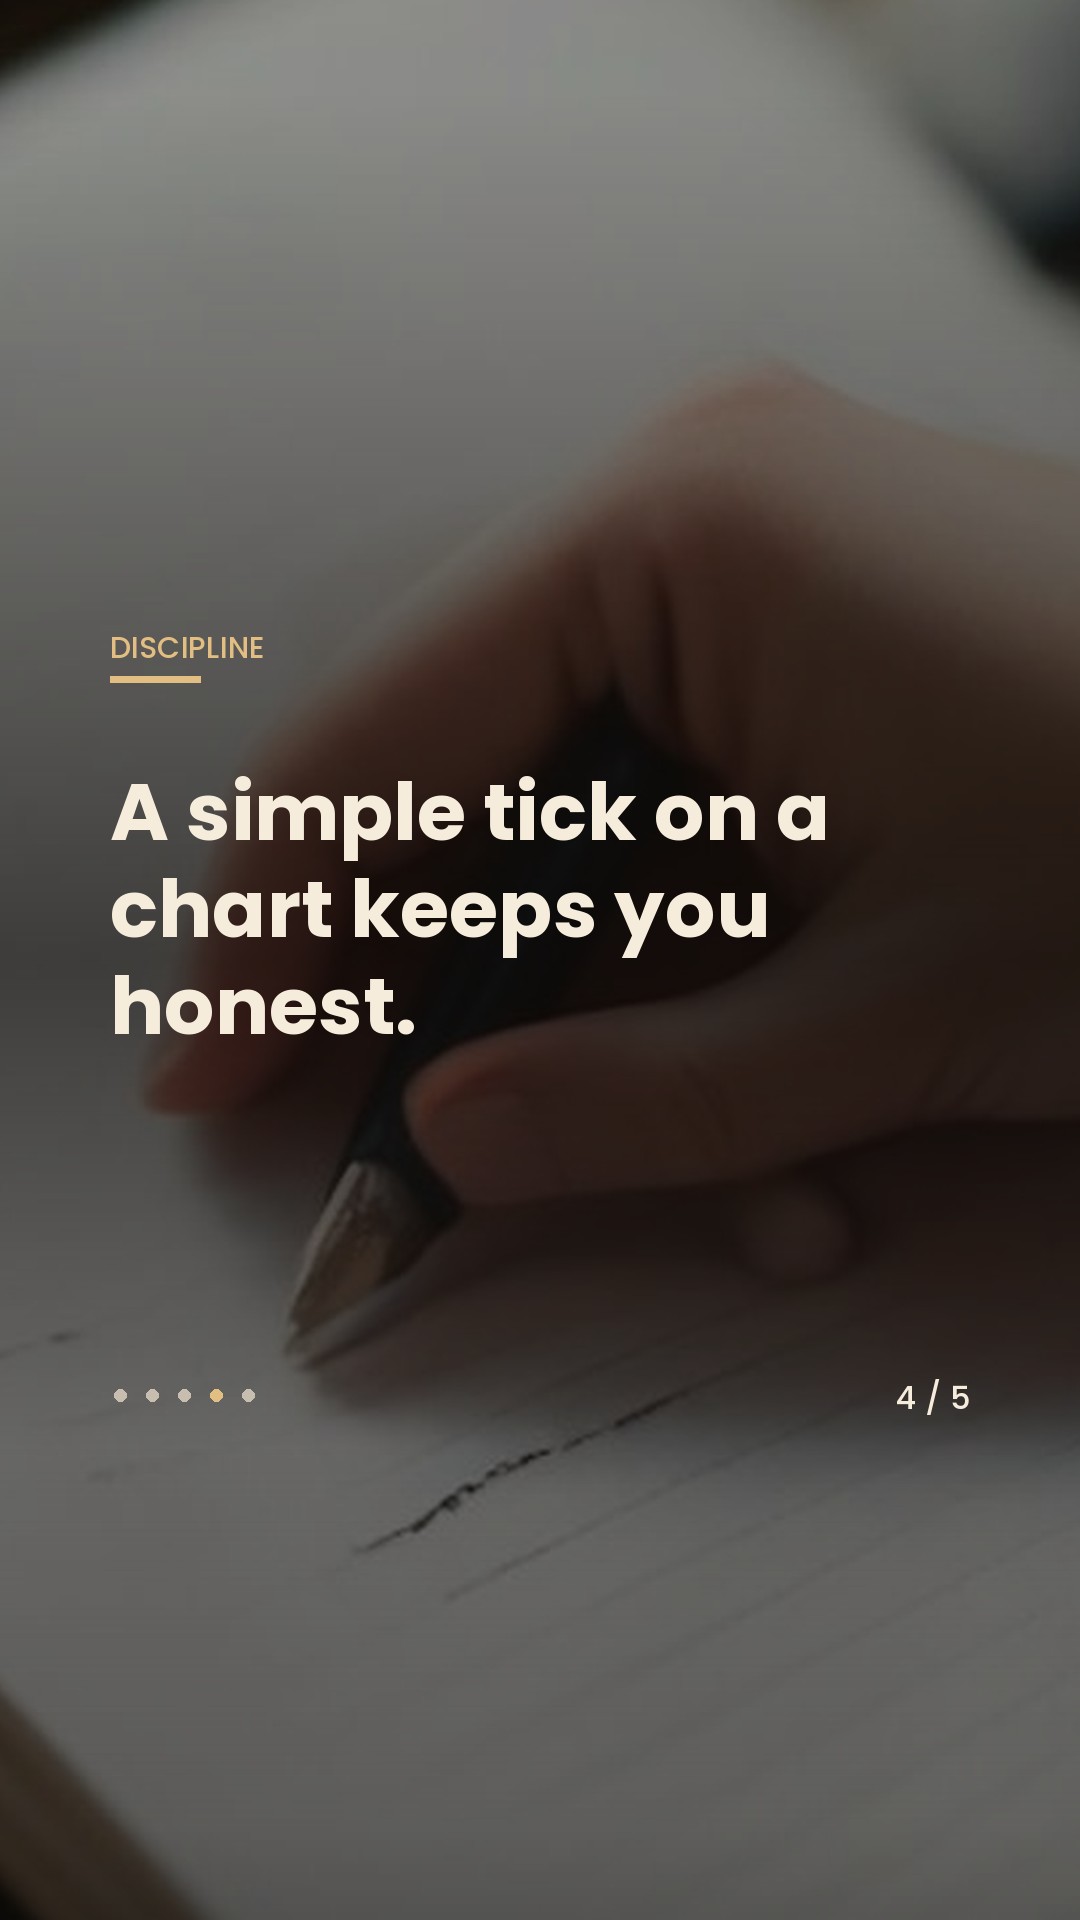 DISCIPLINE
A simple tick on a
chart keeps you
honest.
4 / 5